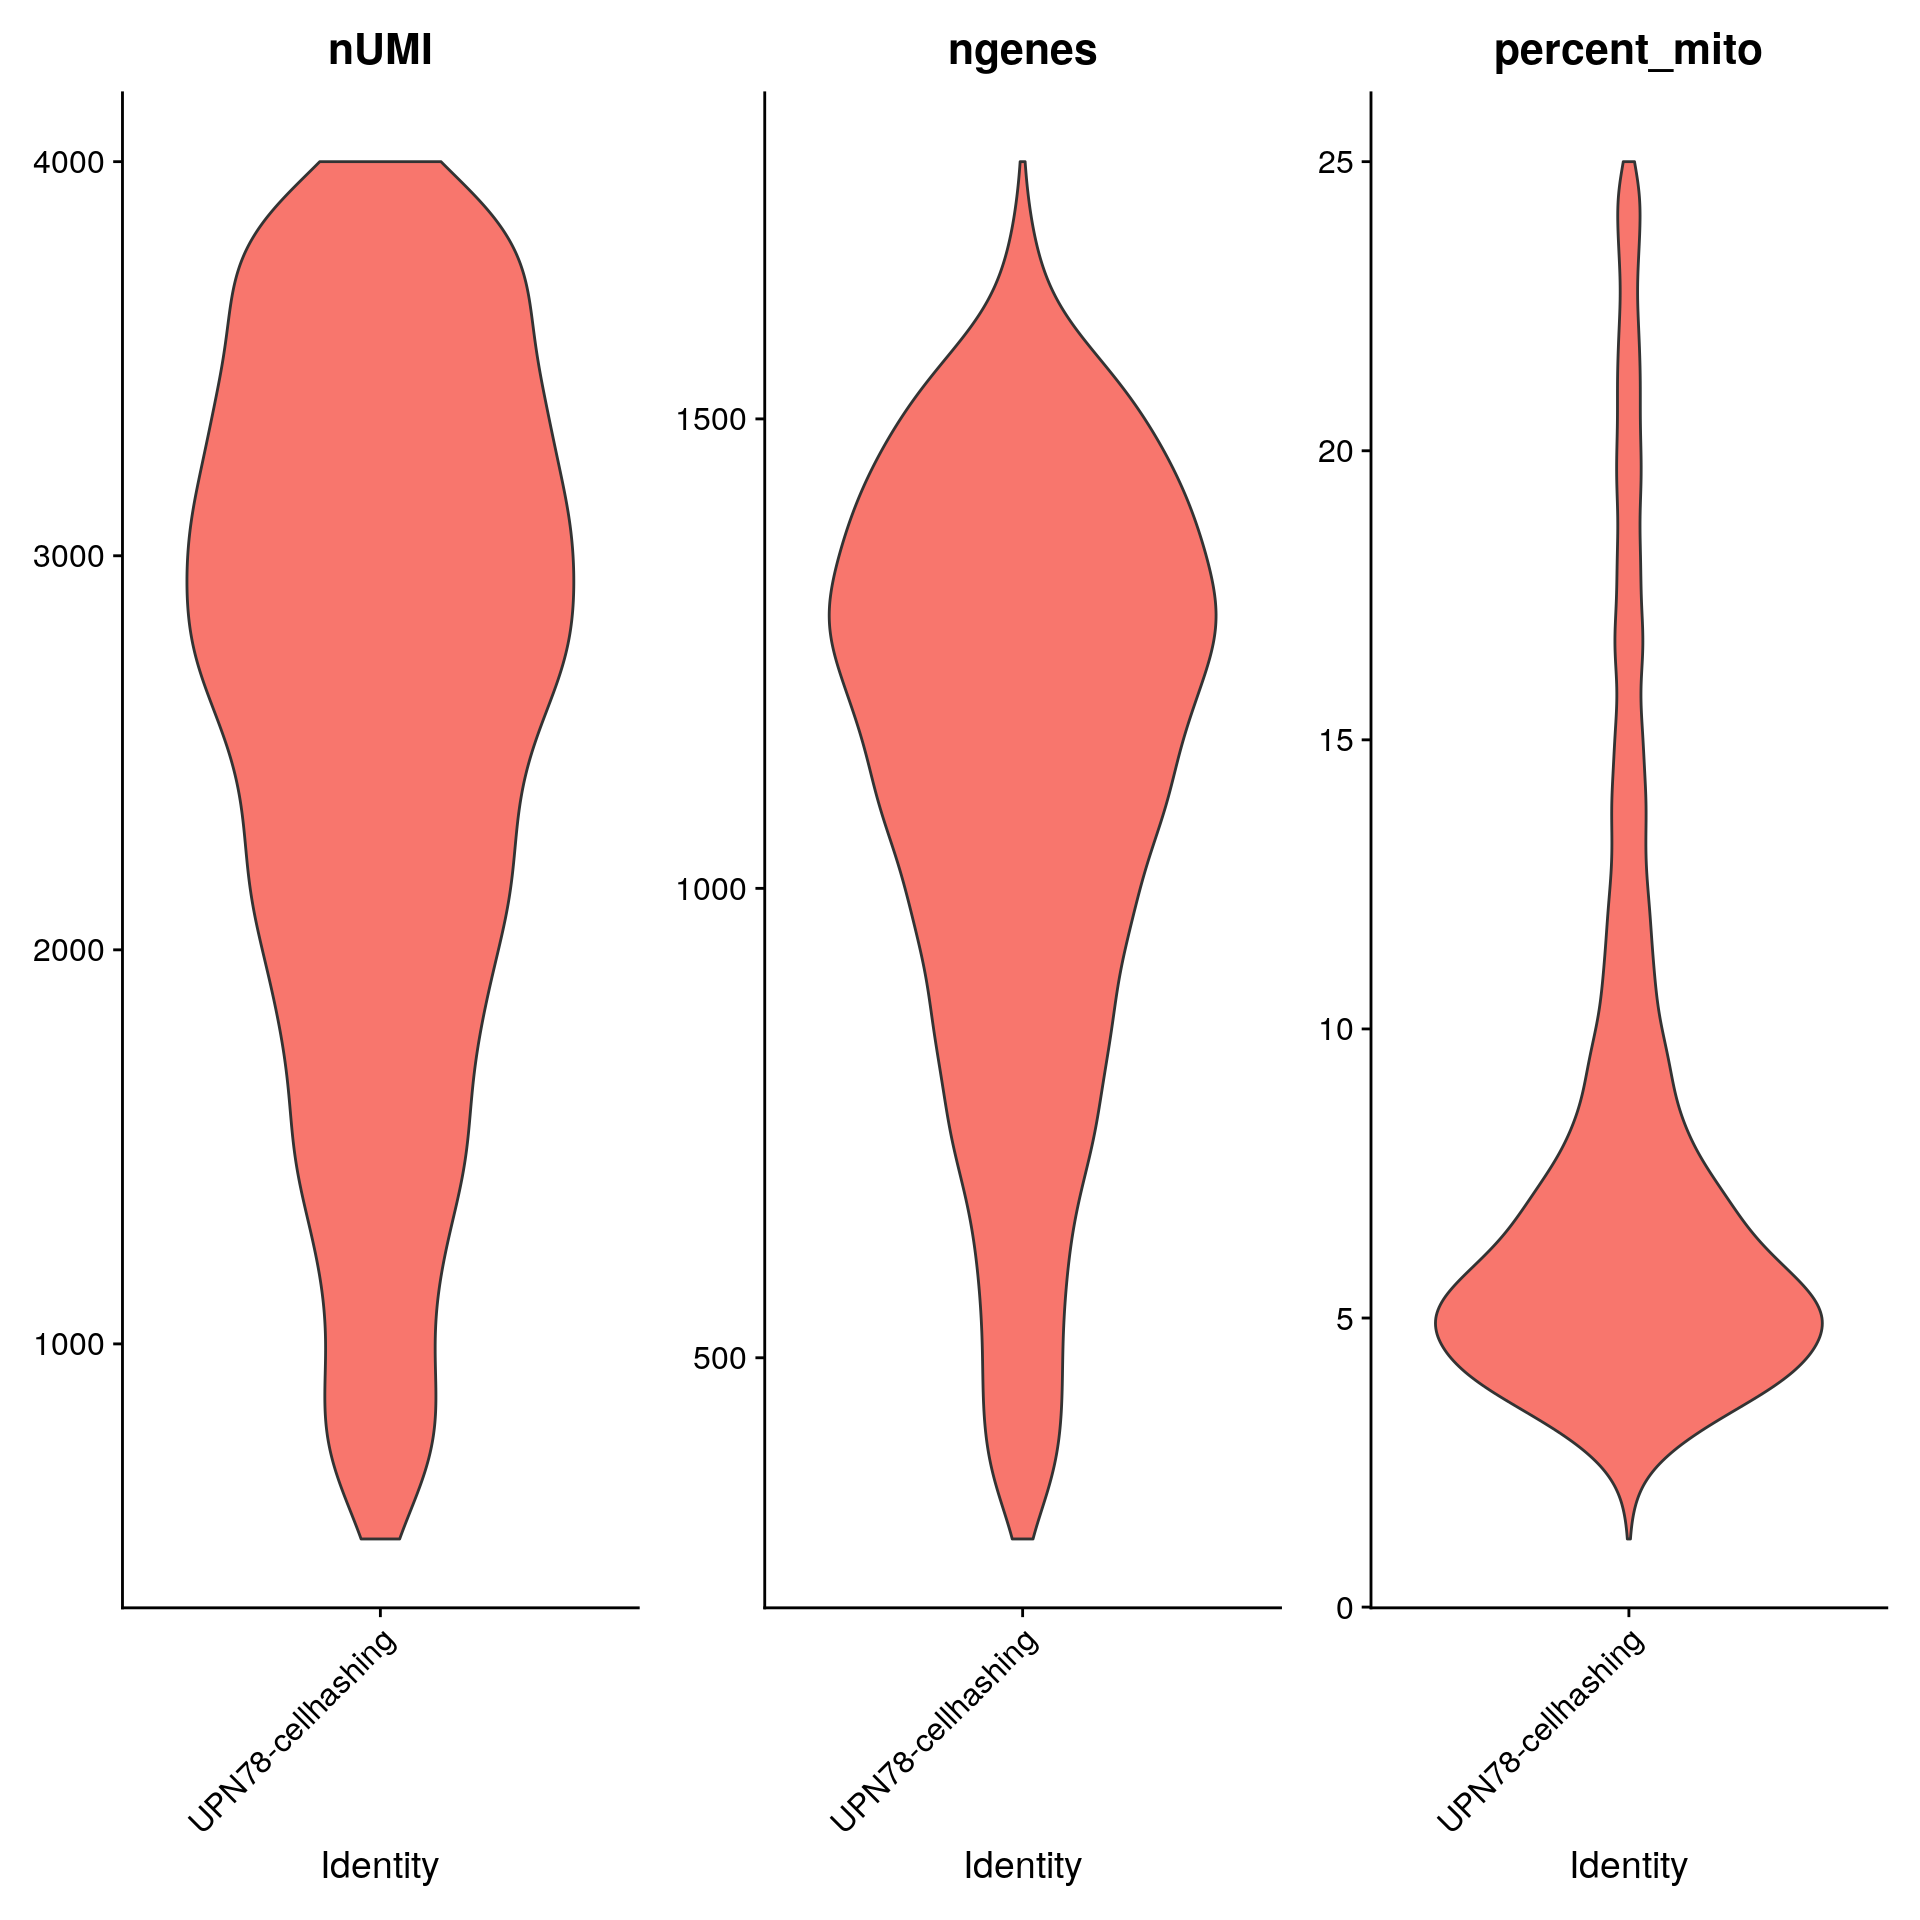 nUMI
4000
3000
2000
1000
UPN78-cellhashing
Identity
ngenes
1500
1000
500
UPN78-cellhashing
Identity
percent_mito
25
20
15
10
5
0
UPN78-cellhashing
Identity